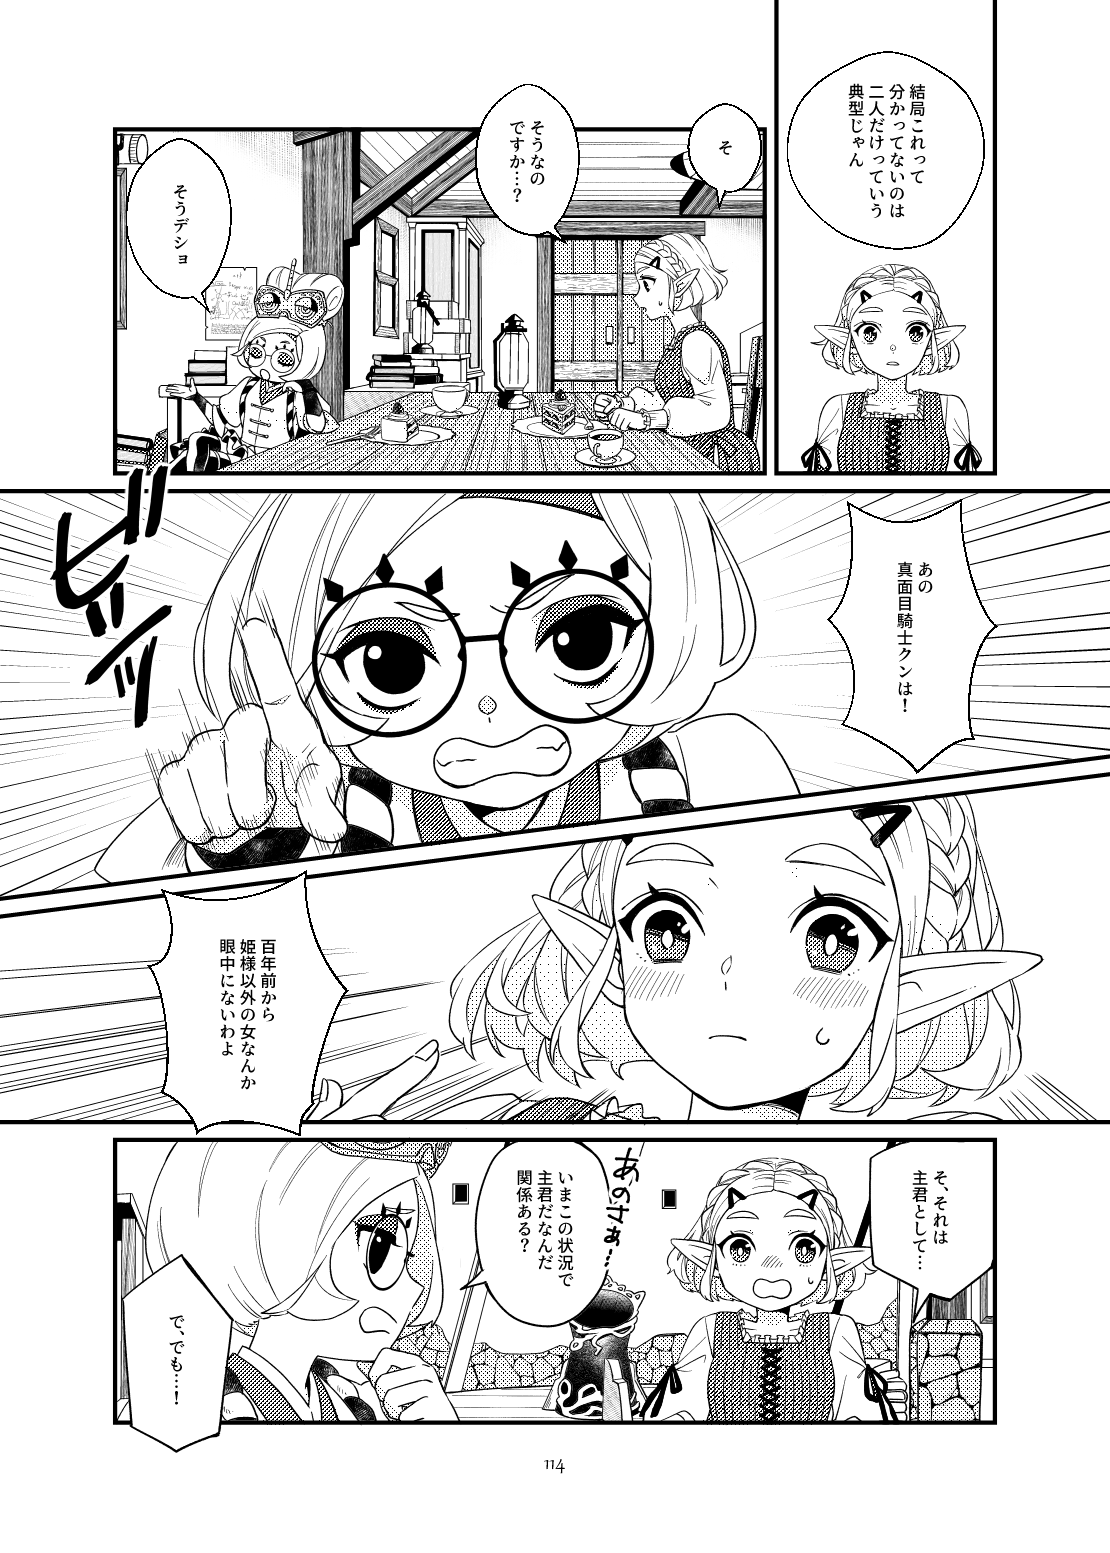 結局これって
分かってないのは
二人だけっていう
典型じゃん
そ
そうなの
ですか…?
そうデショ
あの
真面目騎士クンは!
ビシッ
百年前から
姫様以外の女なんか
眼中にないわよ
そ、それは
主君として…
あのさぁ…
いまこの状況で
主君だなんだ
関係ある?
で、でも…!
114